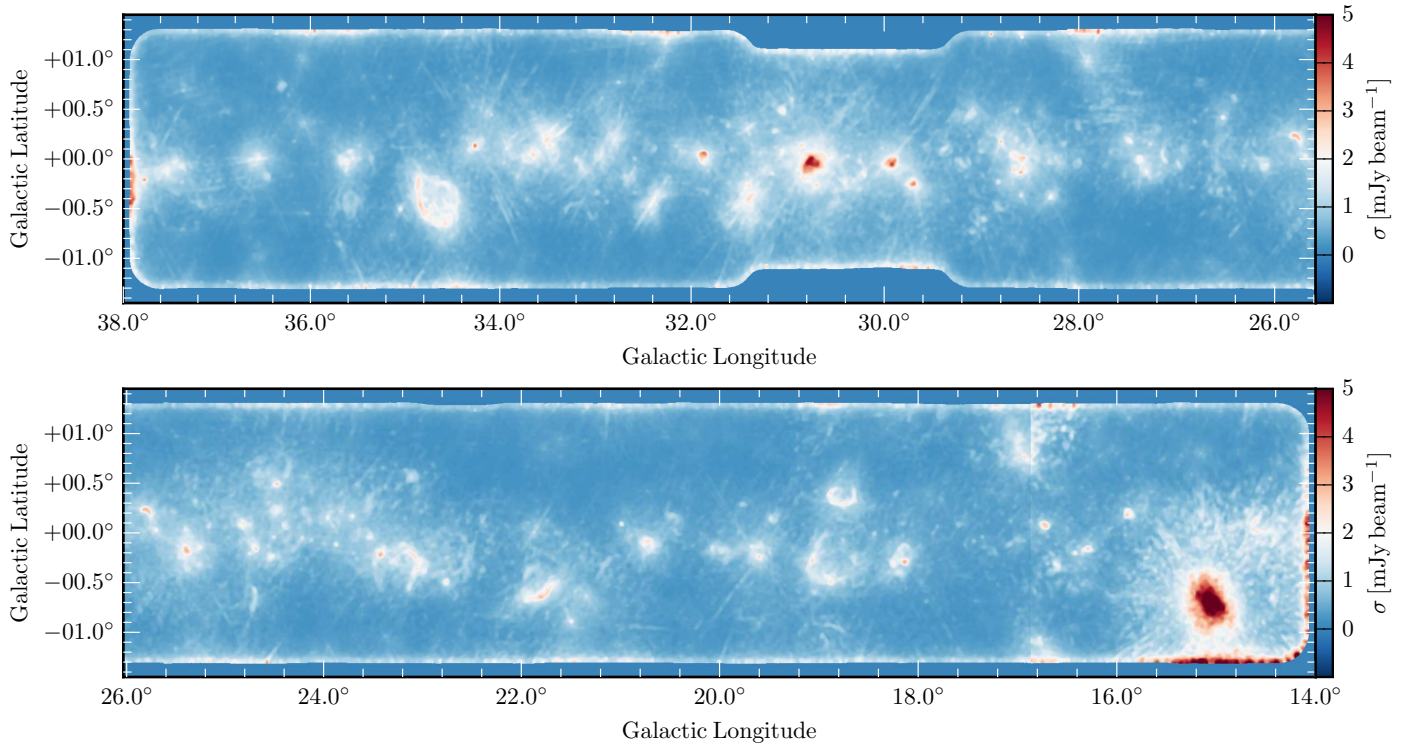 +01.0°
+00.5°
+00.0°
−00.5°
−01.0°
Galactic Latitude
38.0° 36.0° 34.0° 32.0° 30.0° 28.0° 26.0°
Galactic Longitude
5
4
3
2
1
0
σ [mJy beam⁻¹]
+01.0°
+00.5°
+00.0°
−00.5°
−01.0°
Galactic Latitude
26.0° 24.0° 22.0° 20.0° 18.0° 16.0° 14.0°
Galactic Longitude
5
4
3
2
1
0
σ [mJy beam⁻¹]